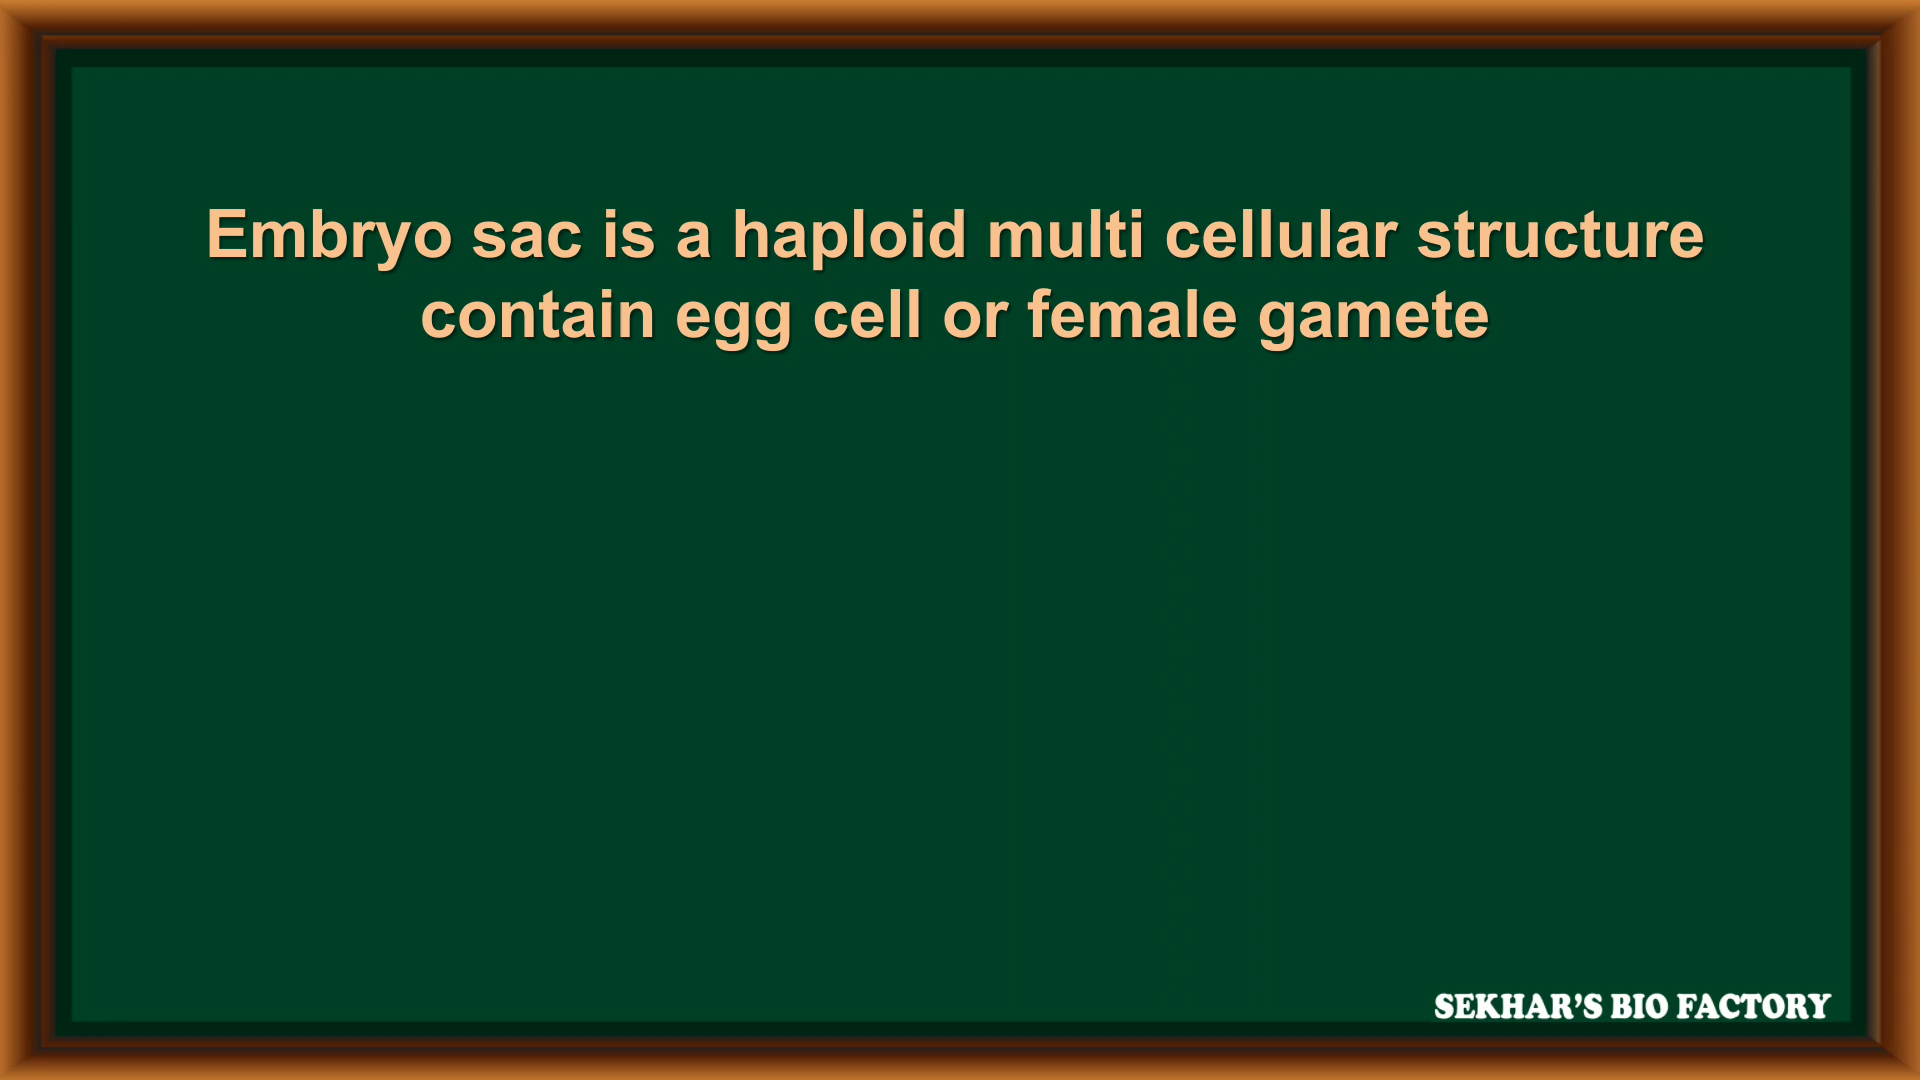 Embryo sac is a haploid multi cellular structure
contain egg cell or female gamete
SEKHAR'S BIO FACTORY